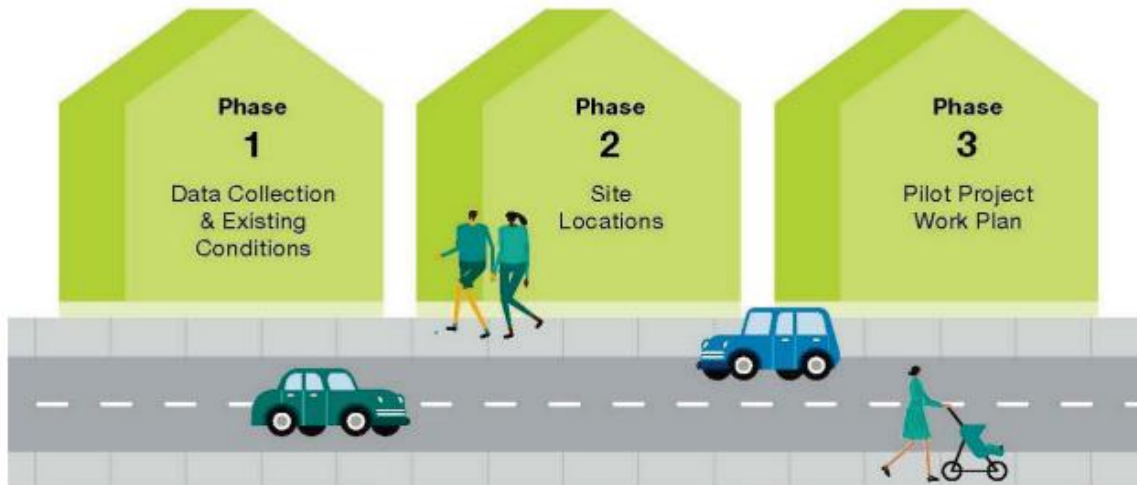 Phase
1
Data Collection
& Existing
Conditions
Phase
2
Site
Locations
Phase
3
Pilot Project
Work Plan